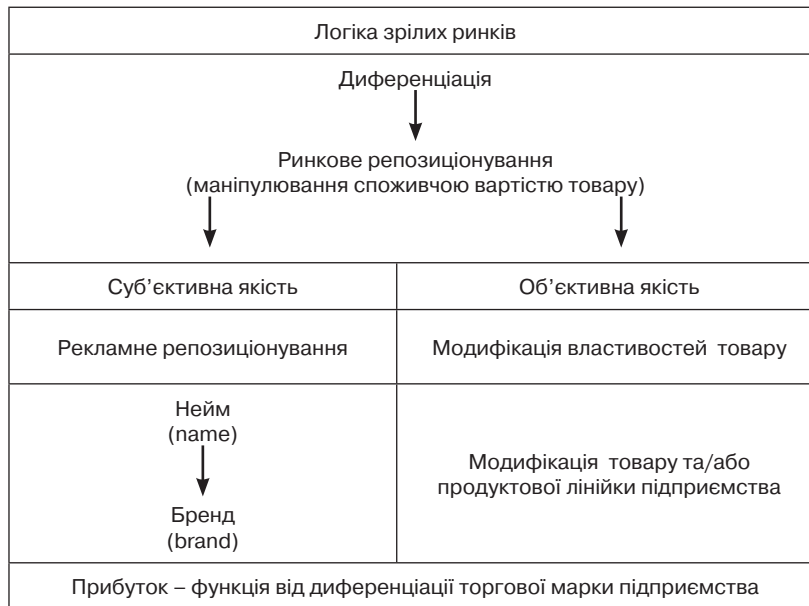 Логіка зрілих ринків
Диференціація
Ринкове репозиціонування
(маніпулювання споживчою вартістю товару)
Суб’єктивна якість
Об’єктивна якість
Рекламне репозиціонування
Модифікація властивостей товару
Нейм
(name)
Бренд
(brand)
Модифікація товару та/або
продуктової лінійки підприємства
Прибуток – функція від диференціації торгової марки підприємства